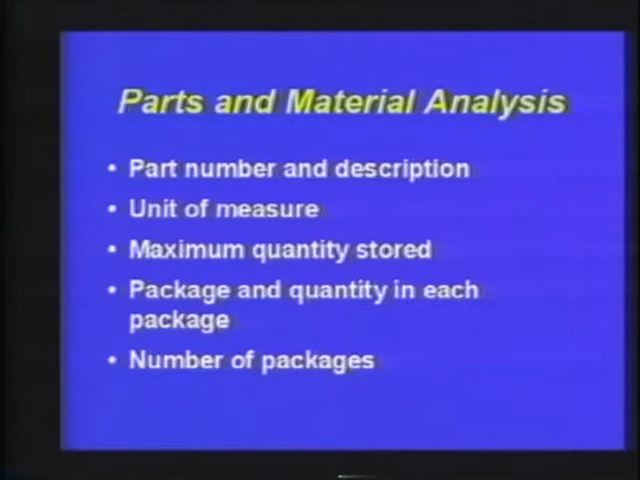 Parts and Material Analysis
• Part number and description
• Unit of measure
• Maximum quantity stored
• Package and quantity in each
package
• Number of packages